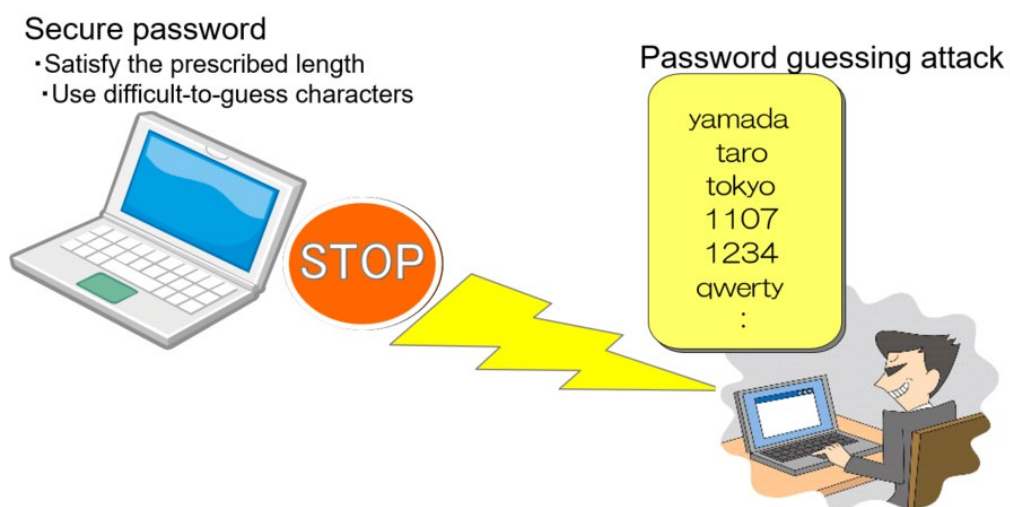 Secure password
・Satisfy the prescribed length
・Use difficult-to-guess characters
STOP
Password guessing attack
yamada
taro
tokyo
1107
1234
qwerty
: